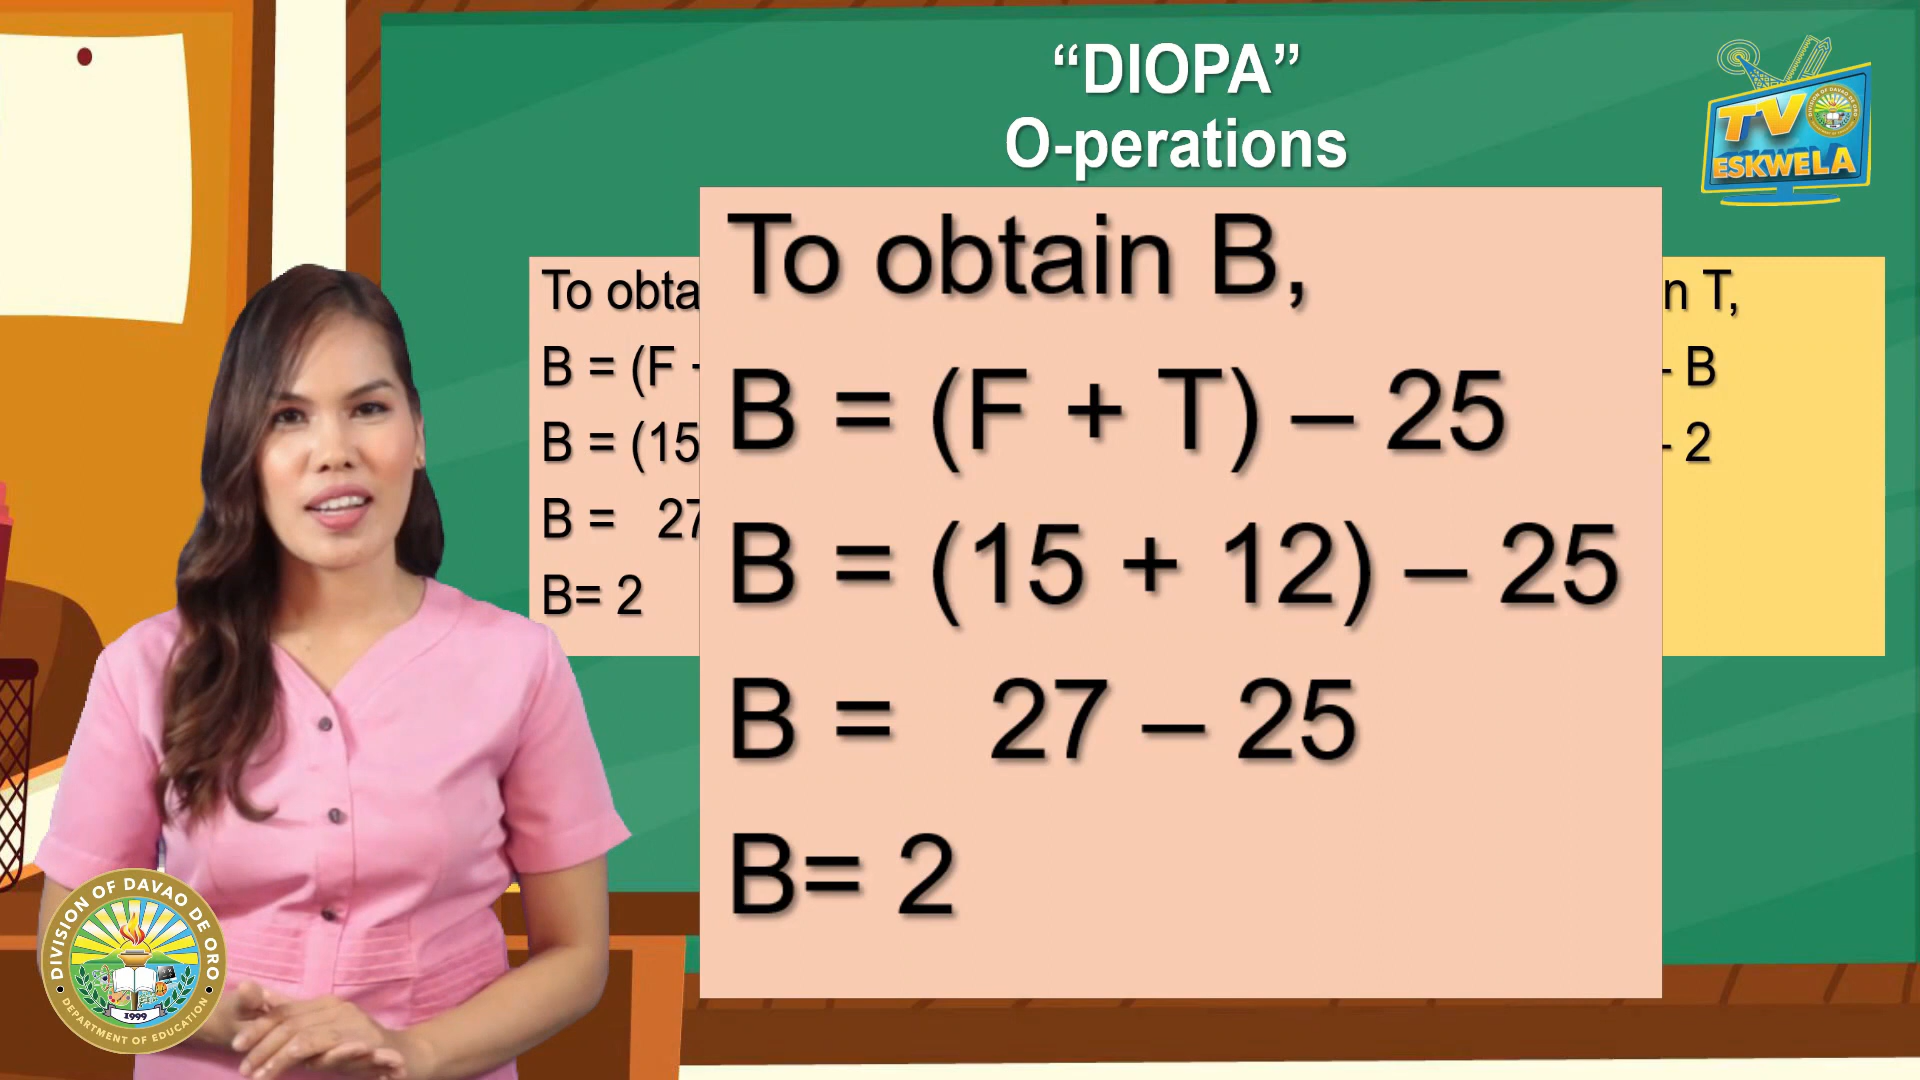 “DIOPA”
O-perations
TV
ESKWELA
To obtain B,
B = (F + T) – 25
B = (15 + 12) – 25
B = 27 – 25
B= 2
To obta
B = (F
B = (15
B = 27
B= 2
n T,
- B
- 2
DIVISION OF DAVAO DE ORO
1999
DEPARTMENT OF EDUCATION